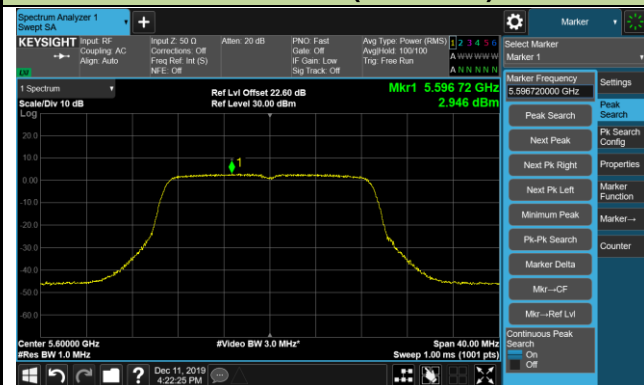 Spectrum Analyzer 1
Swept SA
Marker
KEYSIGHT
Input: RF
Coupling: AC
Align: Auto
Input Z: 50 Ω
Corrections: Off
Freq Ref: Int (S)
NFE: Off
Atten: 20 dB
PNO: Fast
Gate: Off
IF Gain: Low
Sig Track: Off
Avg Type: Power (RMS)
Avg|Hold: 100/100
Trig: Free Run
1 2 3 4 5 6
A W W W W W
A N N N N N
Select Marker
Marker 1
1 Spectrum
Scale/Div 10 dB
Log
Ref Lvl Offset 22.60 dB
Ref Level 30.00 dBm
Mkr1 5.596 72 GHz
2.946 dBm
20.0
10.0
0.00
-10.0
-20.0
-30.0
-40.0
-50.0
-60.0
1
Center 5.60000 GHz
#Res BW 1.0 MHz
#Video BW 3.0 MHz*
Span 40.00 MHz
Sweep 1.00 ms (1001 pts)
Marker Frequency
5.596720000 GHz
Peak Search
Next Peak
Next Pk Right
Next Pk Left
Minimum Peak
Pk-Pk Search
Marker Delta
Mkr→CF
Mkr→Ref Lvl
Continuous Peak
Search
On
Off
Settings
Peak
Search
Pk Search
Config
Properties
Marker
Function
Marker→
Counter
Dec 11, 2019
4:22:25 PM